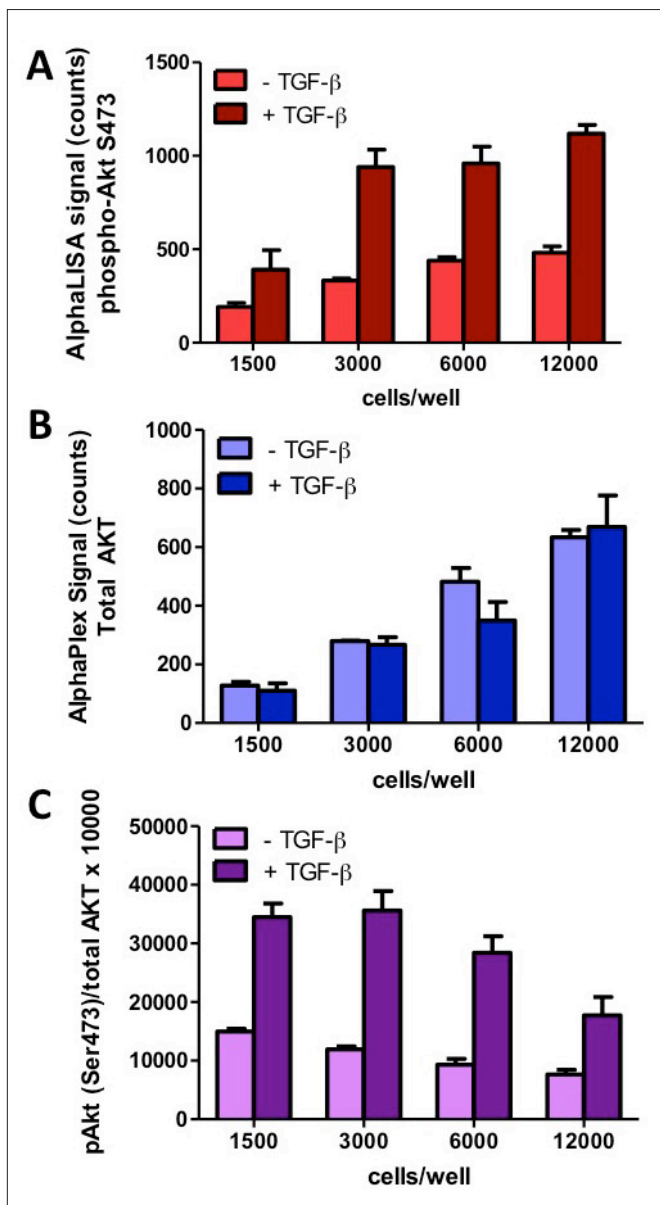 A
AlphaLISA signal (counts)
phospho-Akt S473
1500
1000
500
0
- TGF-β
+ TGF-β
1500 3000 6000 12000
cells/well
B
AlphaPlex Signal (counts)
Total AKT
1000
800
600
400
200
0
- TGF-β
+ TGF-β
1500 3000 6000 12000
cells/well
C
pAkt (Ser473)/total AKT x 10000
50000
40000
30000
20000
10000
0
- TGF-β
+ TGF-β
1500 3000 6000 12000
cells/well